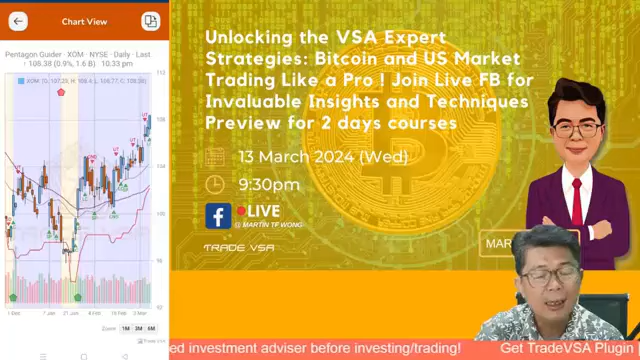 Chart View
Pentagon Guider · XOM · NYSE · Daily · Last
↑ 108.38 (0.9%, 1.6 B) · 10.33 pm
Unlocking the VSA Expert
Strategies: Bitcoin and US Market
Trading Like a Pro ! Join Live FB for
Invaluable Insights and Techniques
Preview for 2 days courses
13 March 2024 (Wed)
9:30pm
LIVE
@ MARTIN TF WONG
TRADE VSA
MAR
Zoom: 1M 3M 6M
ed investment adviser before investing/trading! Get TradeVSA Plugin